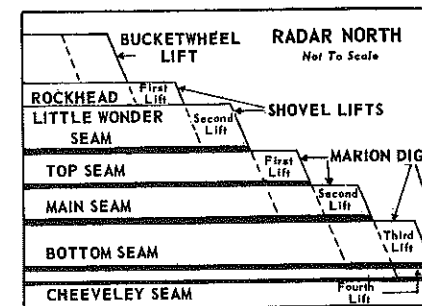 BUCKETWHEEL
LIFT
RADAR NORTH
Not To Scale
ROCKHEAD
First
Lift
SHOVEL LIFTS
LITTLE WONDER
SEAM
Second
Lift
TOP SEAM
First
Lift
MARION DIG
MAIN SEAM
Second
Lift
BOTTOM SEAM
Third
Lift
CHEEVELEY SEAM
Fourth
Lift